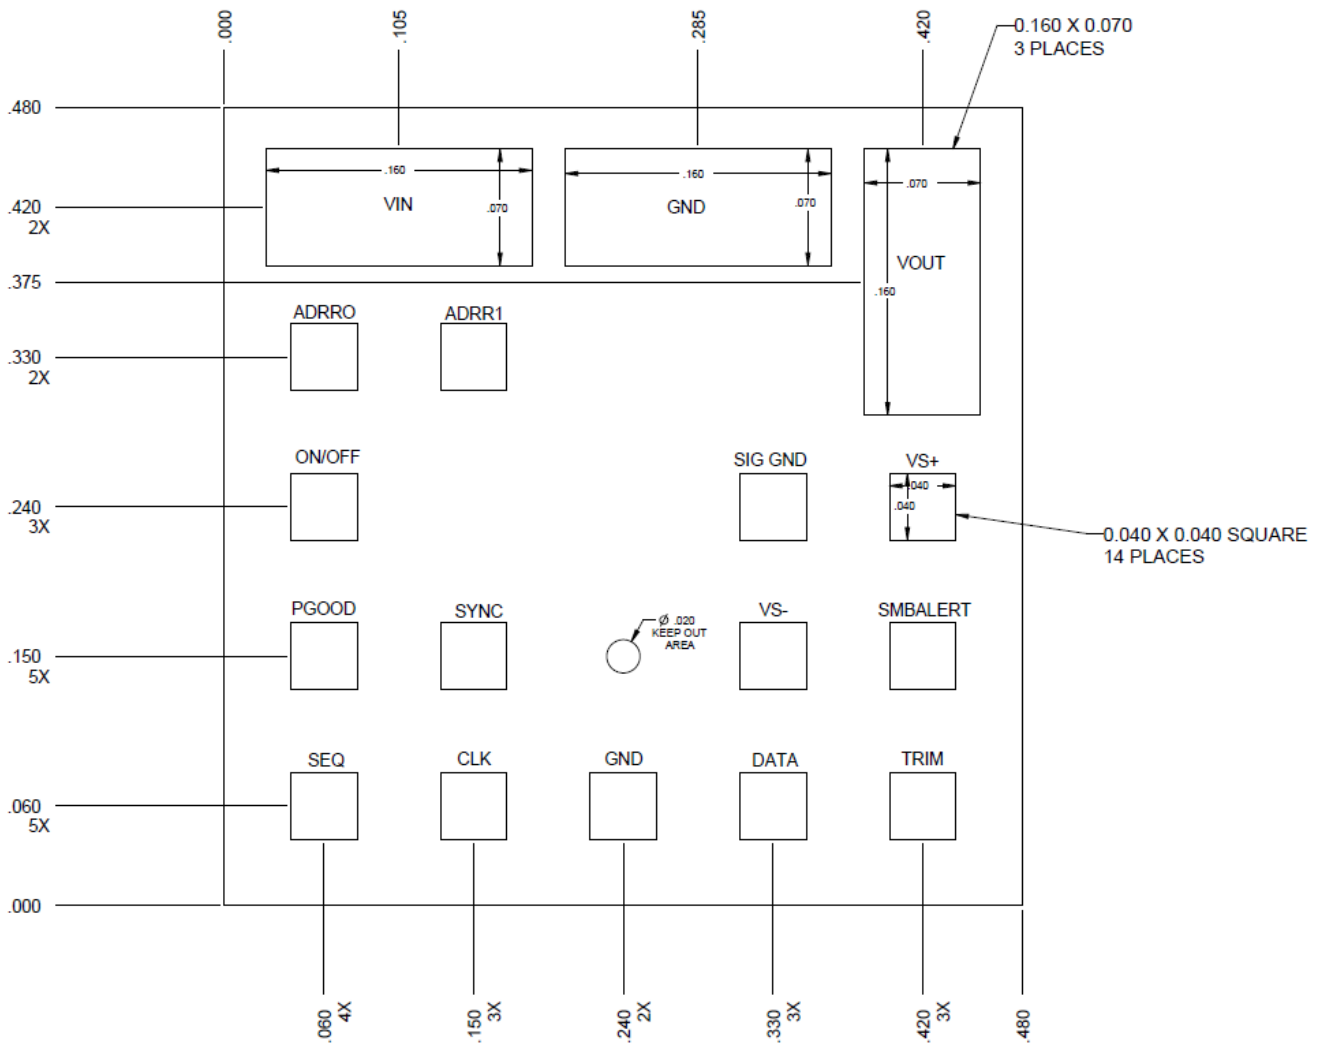 .000
.105
.285
.420
0.160 X 0.070
3 PLACES
.480
.160
.070
VIN
.160
.070
GND
.070
.160
VOUT
.420
2X
.375
ADRRO
ADRR1
.330
2X
ON/OFF
SIG GND
VS+
.040
.040
.240
3X
0.040 X 0.040 SQUARE
14 PLACES
PGOOD
SYNC
Ø .020
KEEP OUT
AREA
VS-
SMBALERT
.150
5X
SEQ
CLK
GND
DATA
TRIM
.060
5X
.000
.060 4X
.150 3X
.240 2X
.330 3X
.420 3X
.480